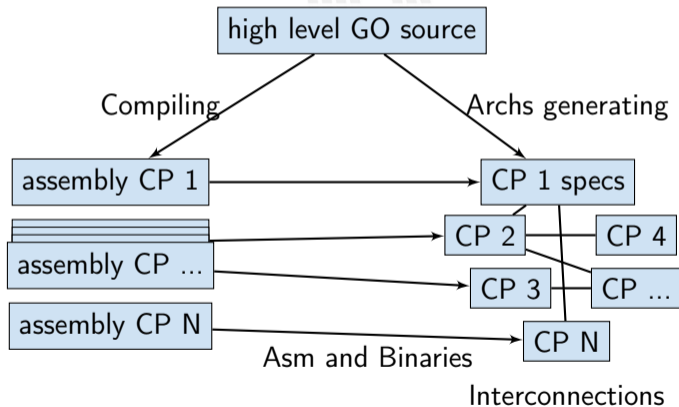 high level GO source
Compiling
Archs generating
assembly CP 1
CP 1 specs
CP 2
CP 4
assembly CP ...
CP 3
CP ...
assembly CP N
CP N
Asm and Binaries
Interconnections